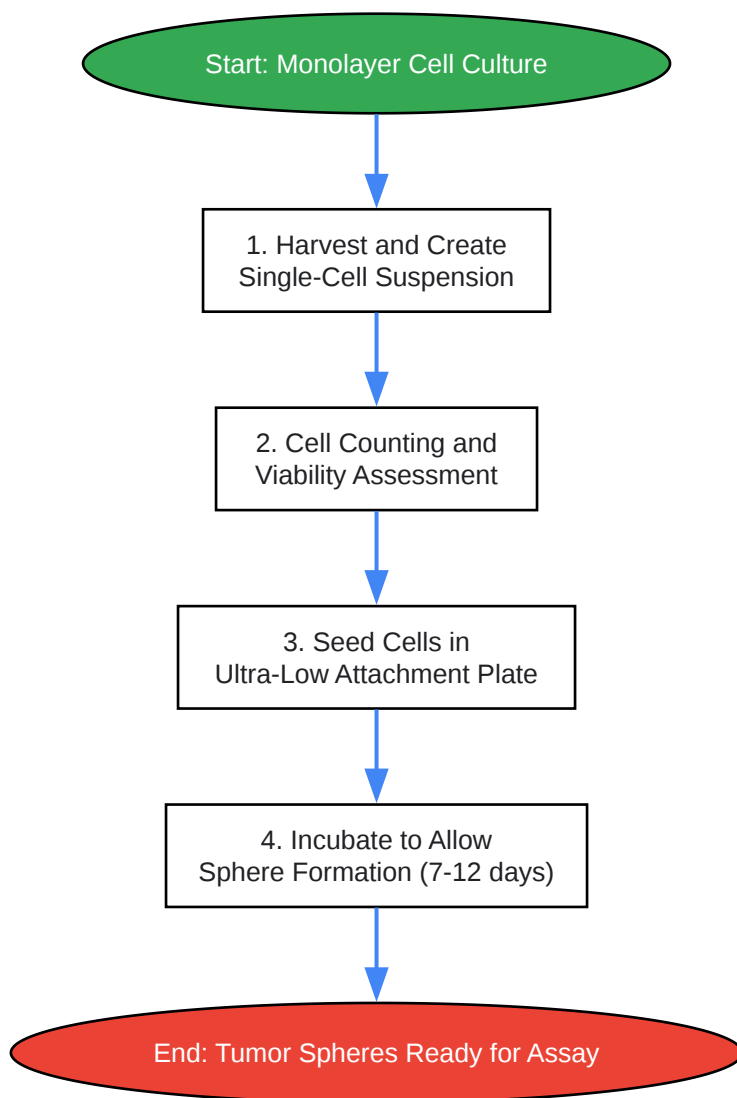 Start: Monolayer Cell Culture
1. Harvest and Create
Single-Cell Suspension
2. Cell Counting and
Viability Assessment
3. Seed Cells in
Ultra-Low Attachment Plate
4. Incubate to Allow
Sphere Formation (7-12 days)
End: Tumor Spheres Ready for Assay